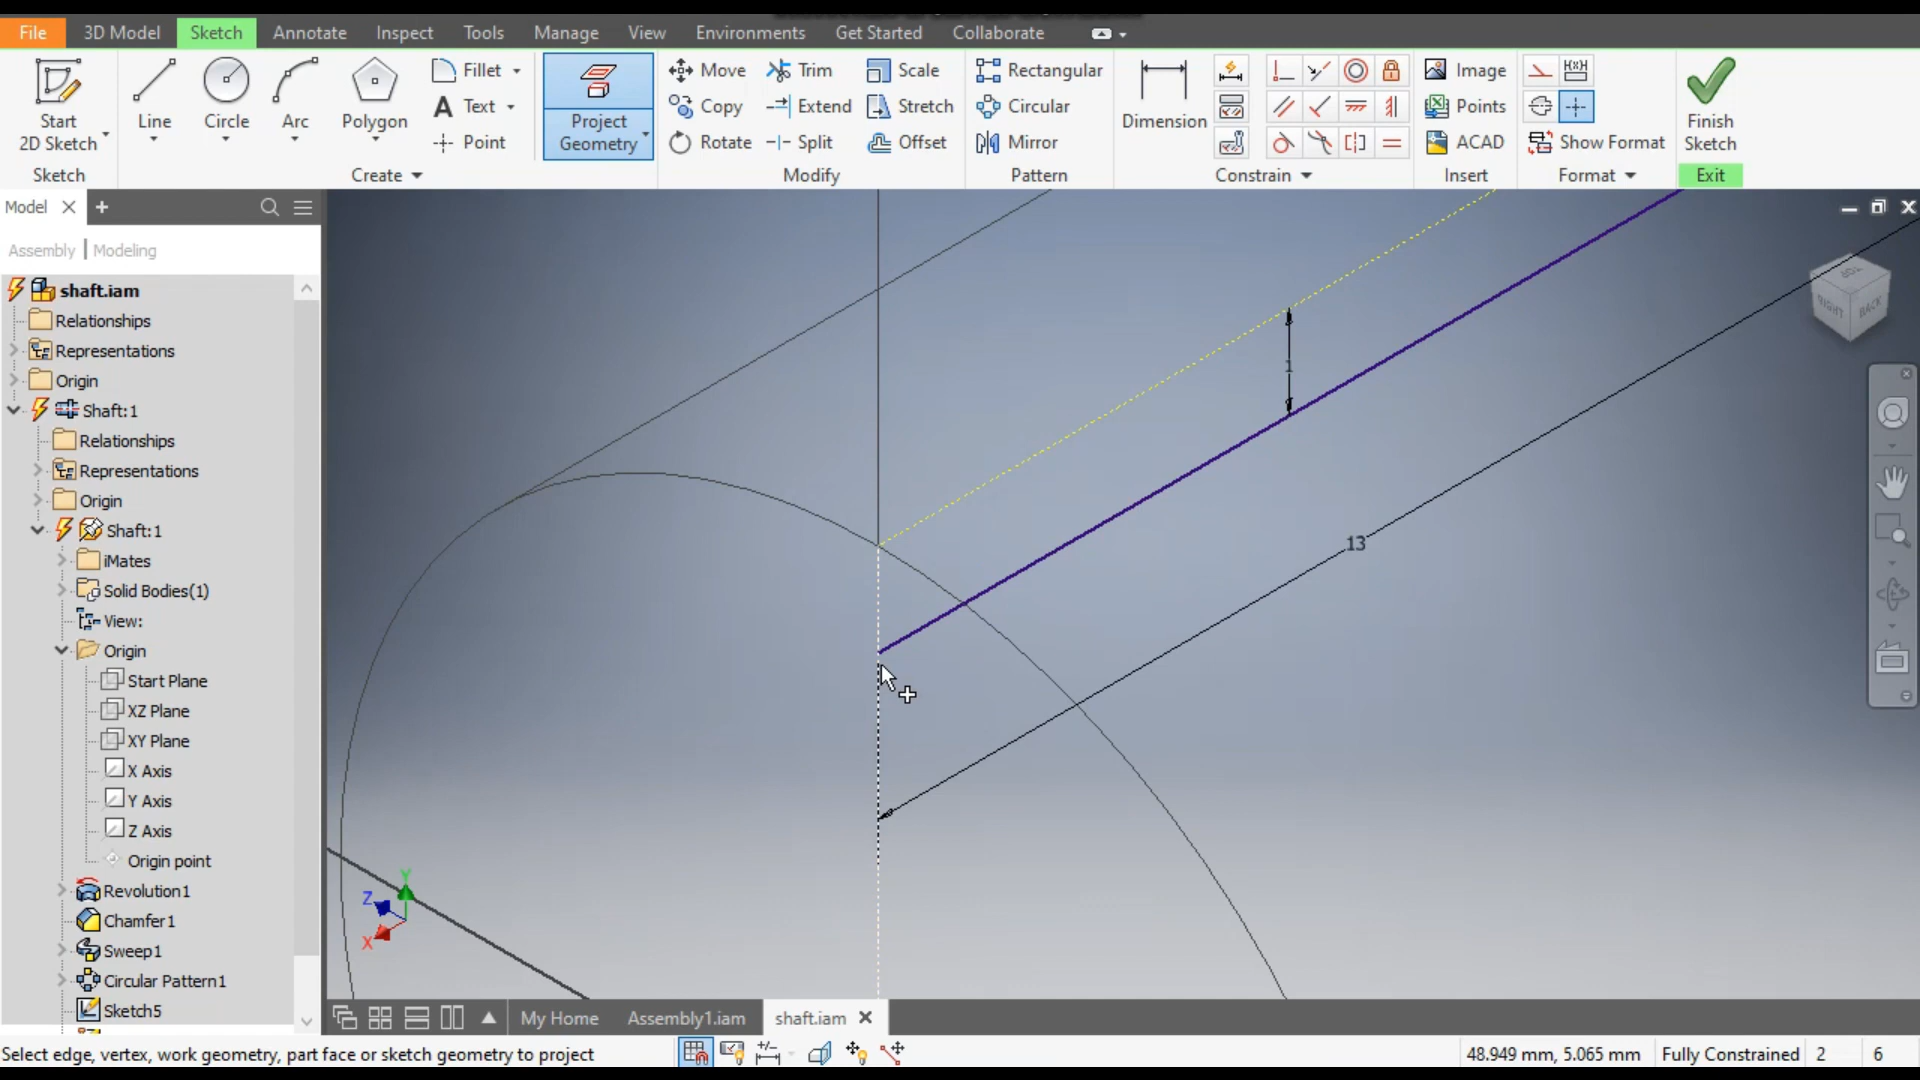 File 3D Model Sketch Annotate Inspect Tools Manage View Environments Get Started Collaborate
Start 2D Sketch
Line
Circle
Arc
Polygon
Fillet
Text
Point
Project Geometry
Move
Copy
Rotate
Trim
Extend
Split
Scale
Stretch
Offset
Rectangular
Circular
Mirror
Dimension
Image
Points
ACAD
Show Format
Finish Sketch
Sketch Create Modify Pattern Constrain Insert Format Exit
Model
Assembly Modeling
shaft.iam
Relationships
Representations
Origin
Shaft:1
Relationships
Representations
Origin
Shaft:1
iMates
Solid Bodies(1)
View:
Origin
Start Plane
XZ Plane
XY Plane
X Axis
Y Axis
Z Axis
Origin point
Revolution1
Chamfer1
Sweep1
Circular Pattern1
Sketch5
1
13
RIGHT BACK
Y
Z
X
My Home Assembly1.iam shaft.iam
Select edge, vertex, work geometry, part face or sketch geometry to project
48.949 mm, 5.065 mm Fully Constrained 2 6